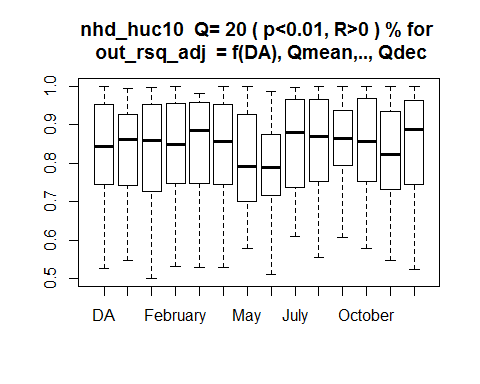 nhd_huc10 Q= 20 ( p<0.01, R>0 ) % for
out_rsq_adj = f(DA), Qmean,.., Qdec
1.0
0.9
0.8
0.7
0.6
0.5
DA February May July October